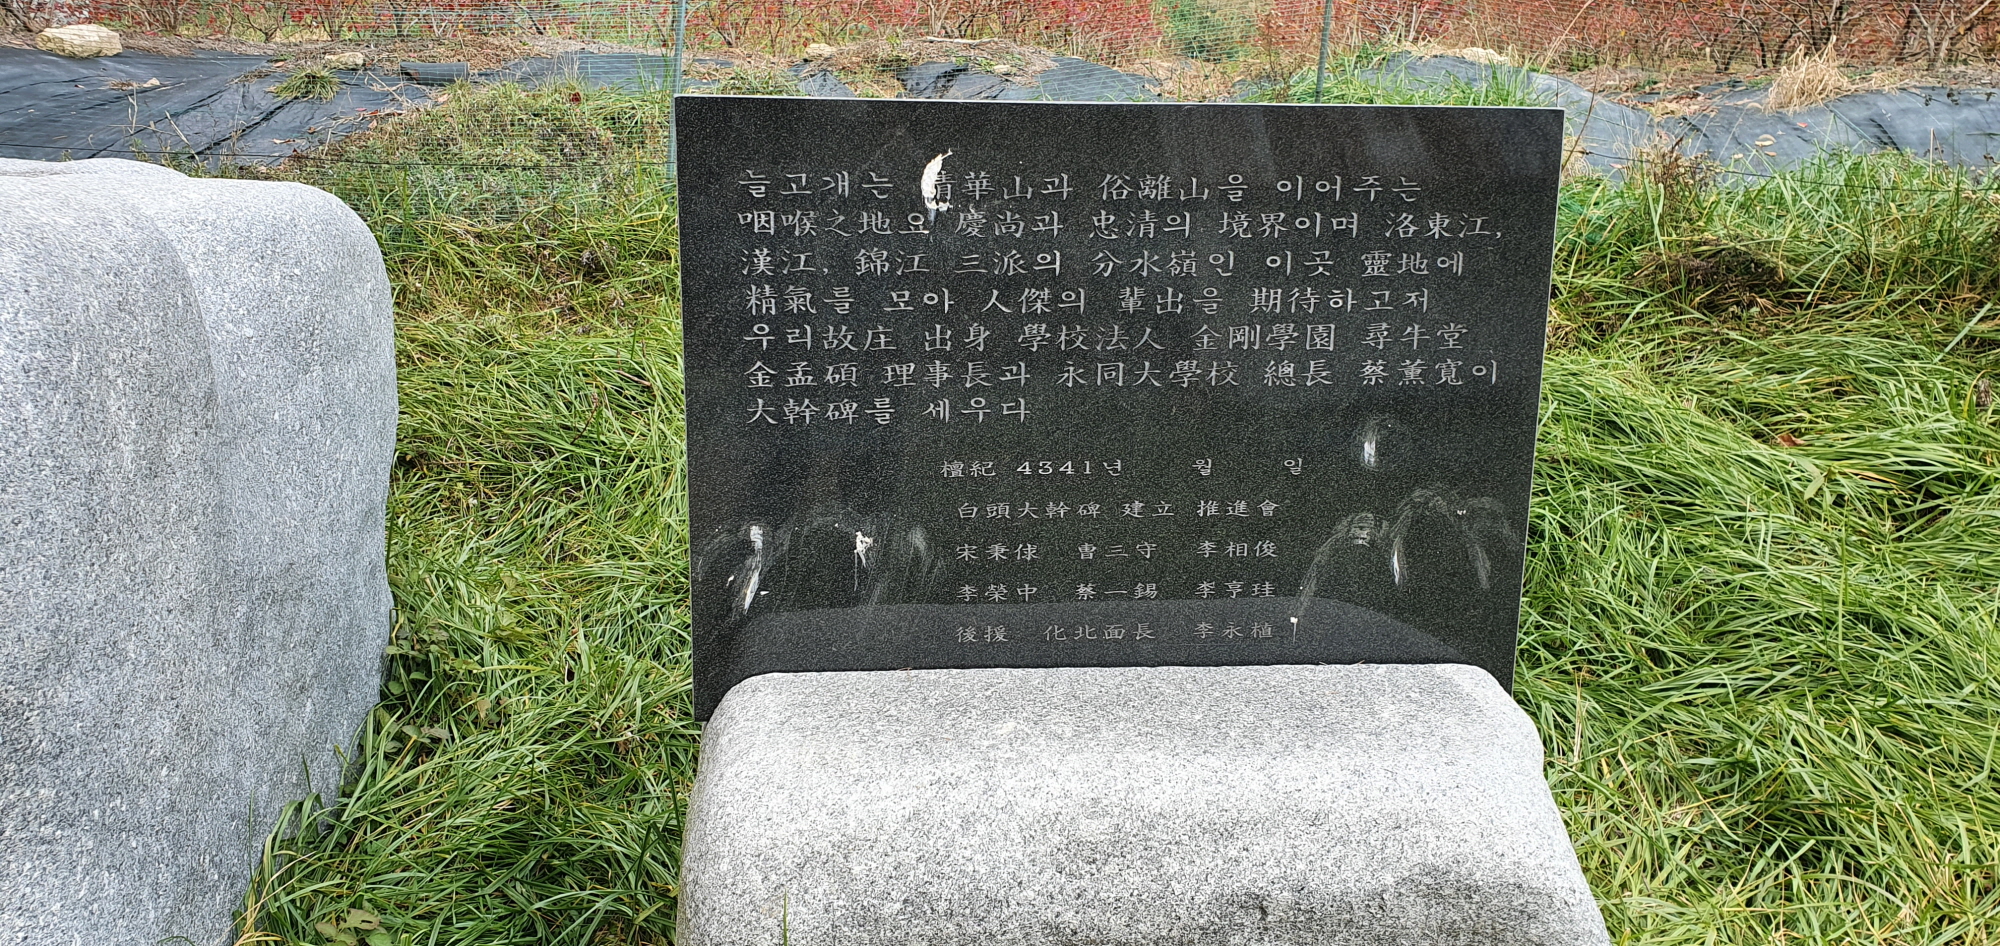 늘고개는 淸華山과 俗離山을 이어주는
咽喉之地요 慶尚과 忠清의 境界이며 洛東江,
漢江, 錦江 三派의 分水嶺인 이곳 靈地에
精氣를 모아 人傑의 輩出을 期待하고저
우리故庄 出身 學校法人 金剛學園 尋牛堂
金孟碩 理事長과 永同大學校 總長 蔡薰寬이
大幹碑를 세우다
檀紀 4341년 월 일
白頭大幹碑 建立 推進會
宋秉俅 曺三守 李相俊
李榮中 蔡一錫 李亨珪
後援 化北面長 李永植